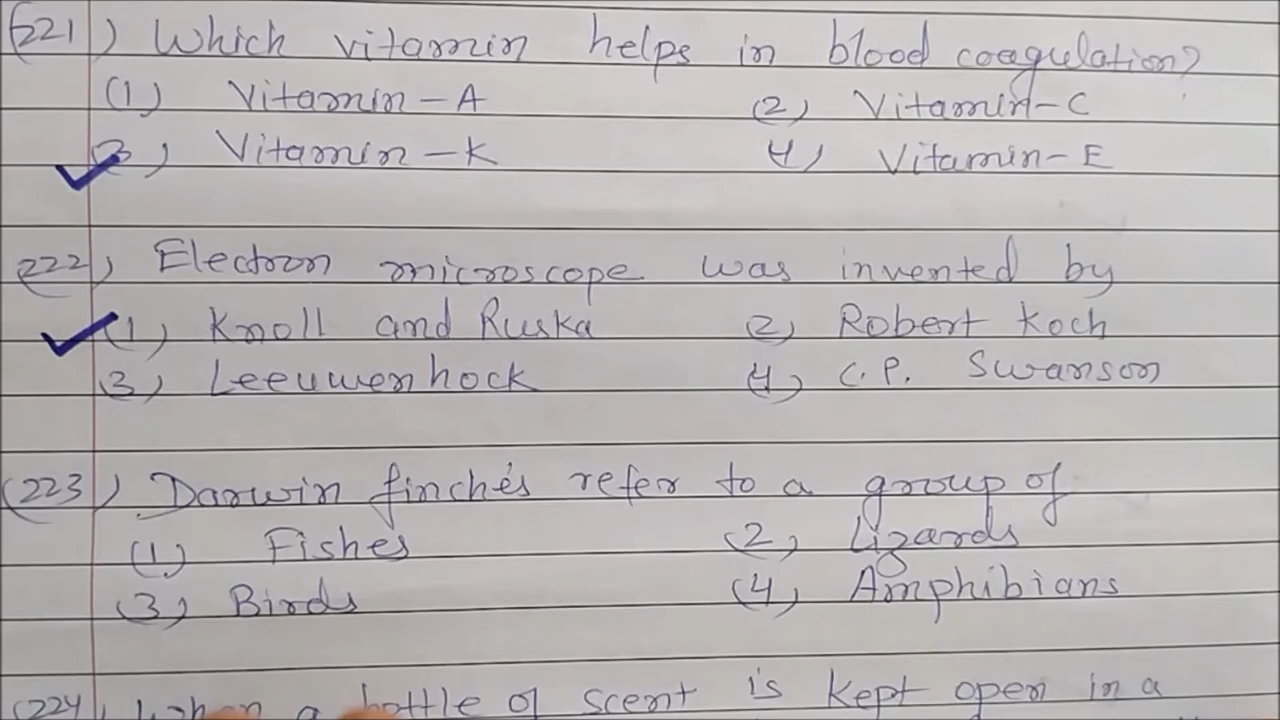 (221) Which vitamin helps in blood coagulation?
(1) Vitamin-A (2) Vitamin-C
3) Vitamin-K 4) Vitamin-E
222) Electron microscope was invented by
(1) Knoll and Ruska 2) Robert Koch
3) Leeuwenhock 4) C.P. Swanson
(223) Darwin finche's refer to a group of
(1) Fishes (2) Lizards
(3) Birds (4) Amphibians
(224) When a bottle of scent is kept open in a